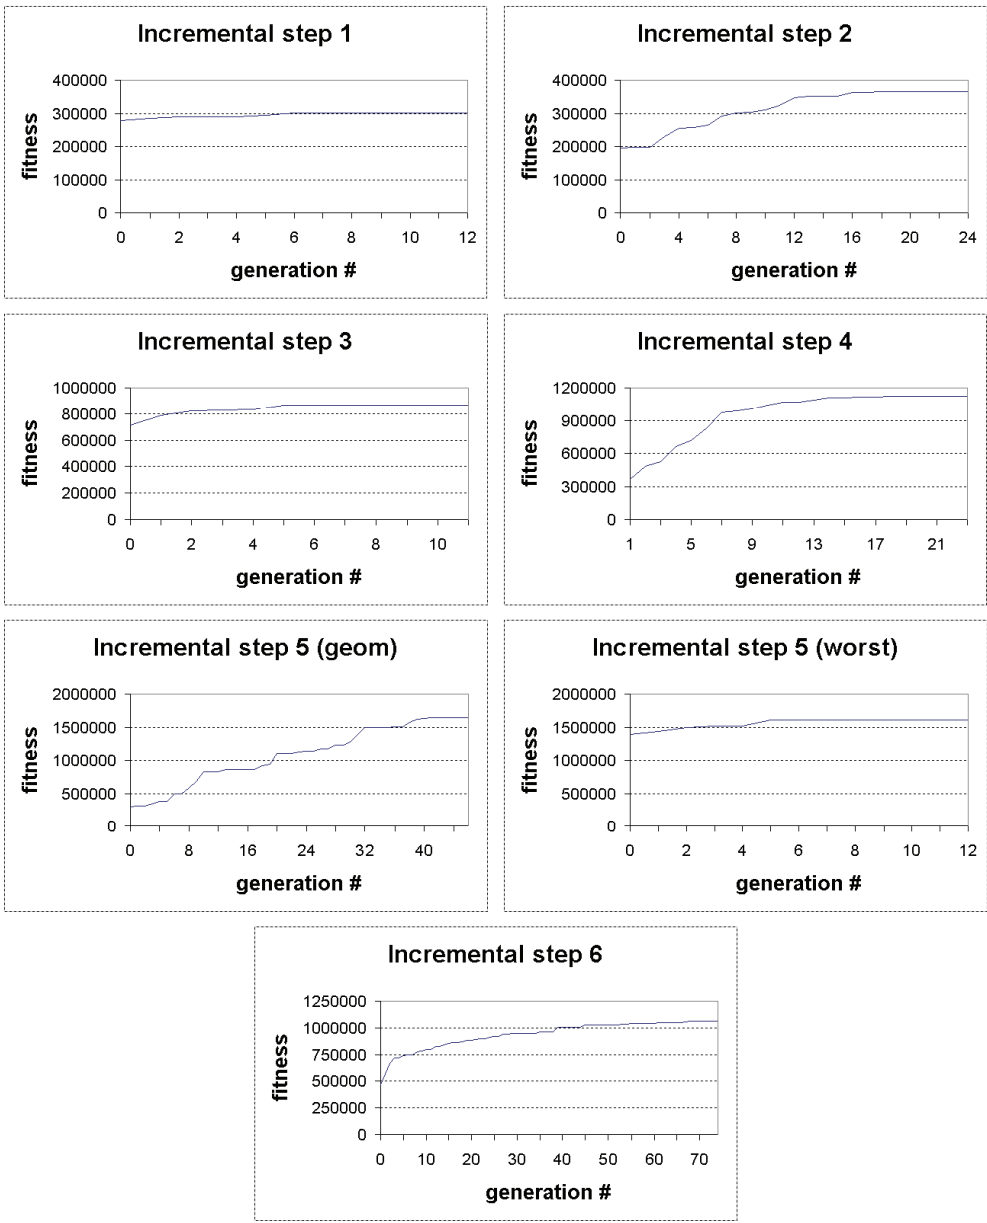 Incremental step 1
fitness
400000
300000
200000
100000
0
0 2 4 6 8 10 12
generation #
Incremental step 2
fitness
400000
300000
200000
100000
0
0 4 8 12 16 20 24
generation #
Incremental step 3
fitness
1000000
800000
600000
400000
200000
0
0 2 4 6 8 10
generation #
Incremental step 4
fitness
1200000
900000
600000
300000
0
1 5 9 13 17 21
generation #
Incremental step 5 (geom)
fitness
2000000
1500000
1000000
500000
0
0 8 16 24 32 40
generation #
Incremental step 5 (worst)
fitness
2000000
1500000
1000000
500000
0
0 2 4 6 8 10 12
generation #
Incremental step 6
fitness
1250000
1000000
750000
500000
250000
0
0 10 20 30 40 50 60 70
generation #